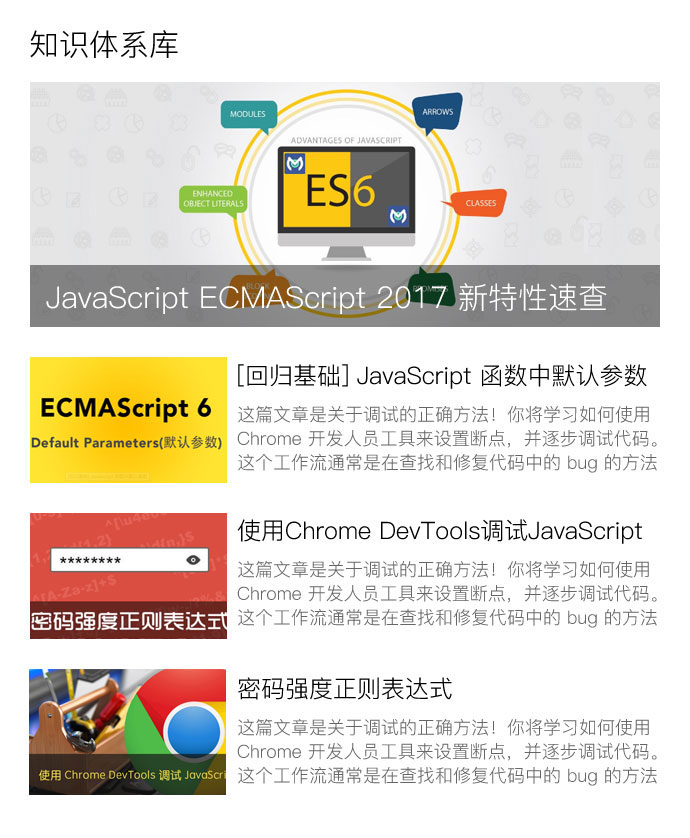 知识体系库
MODULES
ARROWS
ADVANTAGES OF JAVASCRIPT
ES6
ENHANCED
OBJECT LITERALS
CLASSES
BLOCK
JavaScript ECMAScript 2017 新特性速查
ECMAScript 6
Default Parameters(默认参数)
[回归基础] JavaScript 函数中默认参数
这篇文章是关于调试的正确方法！你将学习如何使用
Chrome 开发人员工具来设置断点，并逐步调试代码。
这个工作流通常是在查找和修复代码中的 bug 的方法
********
密码强度正则表达式
使用Chrome DevTools调试JavaScript
这篇文章是关于调试的正确方法！你将学习如何使用
Chrome 开发人员工具来设置断点，并逐步调试代码。
这个工作流通常是在查找和修复代码中的 bug 的方法
使用 Chrome DevTools 调试 JavaScri
密码强度正则表达式
这篇文章是关于调试的正确方法！你将学习如何使用
Chrome 开发人员工具来设置断点，并逐步调试代码。
这个工作流通常是在查找和修复代码中的 bug 的方法